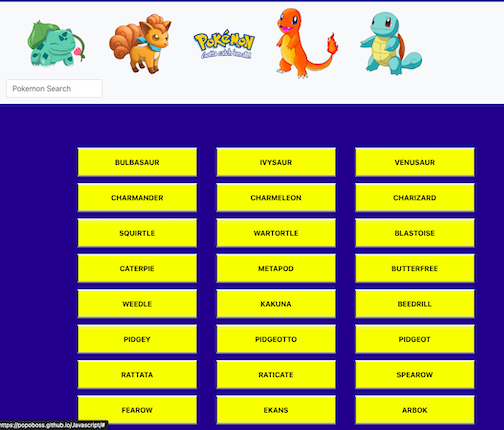 Pokémon
Gotta catch 'em all!
Pokemon Search
BULBASAUR
IVYSAUR
VENUSAUR
CHARMANDER
CHARMELEON
CHARIZARD
SQUIRTLE
WARTORTLE
BLASTOISE
CATERPIE
METAPOD
BUTTERFREE
WEEDLE
KAKUNA
BEEDRILL
PIDGEY
PIDGEOTTO
PIDGEOT
RATTATA
RATICATE
SPEAROW
FEAROW
EKANS
ARBOK
https://popoboss.github.io/Javascript/#